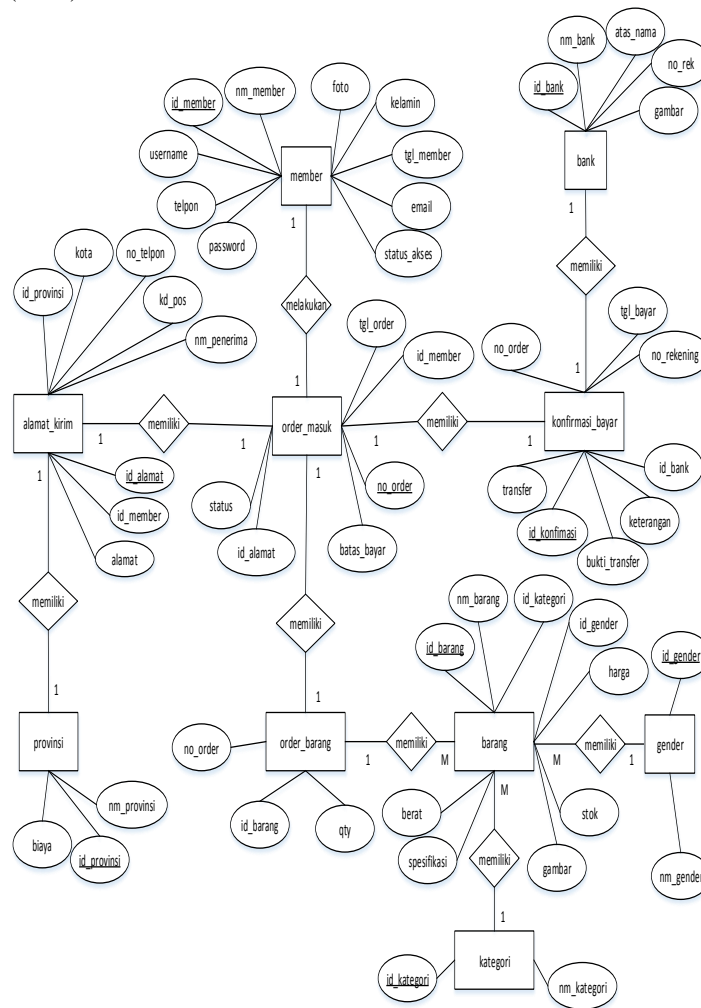 atas_nama
nm_bank
no_rek
id_bank
gambar
bank
1
memiliki
1
foto
nm_member
kelamin
id_member
username
tgl_member
member
telpon
email
password
status_akses
1
melakukan
1
kota
no_telpon
id_provinsi
kd_pos
nm_penerima
tgl_order
id_member
tgl_bayar
no_order
no_rekening
alamat_kirim
1
memiliki
1
order_masuk
1
memiliki
1
konfirmasi_bayar
1
1
id_alamat
id_member
alamat
status
id_alamat
no_order
batas_bayar
transfer
id_konfimasi
bukti_transfer
keterangan
id_bank
memiliki
1
memiliki
1
nm_barang
id_kategori
id_barang
id_gender
harga
id_gender
provinsi
nm_provinsi
biaya
id_provinsi
no_order
order_barang
1
memiliki
M
barang
M
memiliki
1
gender
id_barang
qty
berat
M
stok
spesifikasi
memiliki
gambar
nm_gender
1
id_kategori
kategori
nm_kategori